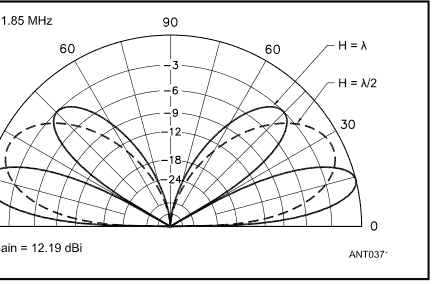 1.85 MHz
90
60
60
H = λ
H = λ/2
30
−3
−6
−9
−12
−18
−24
0
ain = 12.19 dBi
ANT037